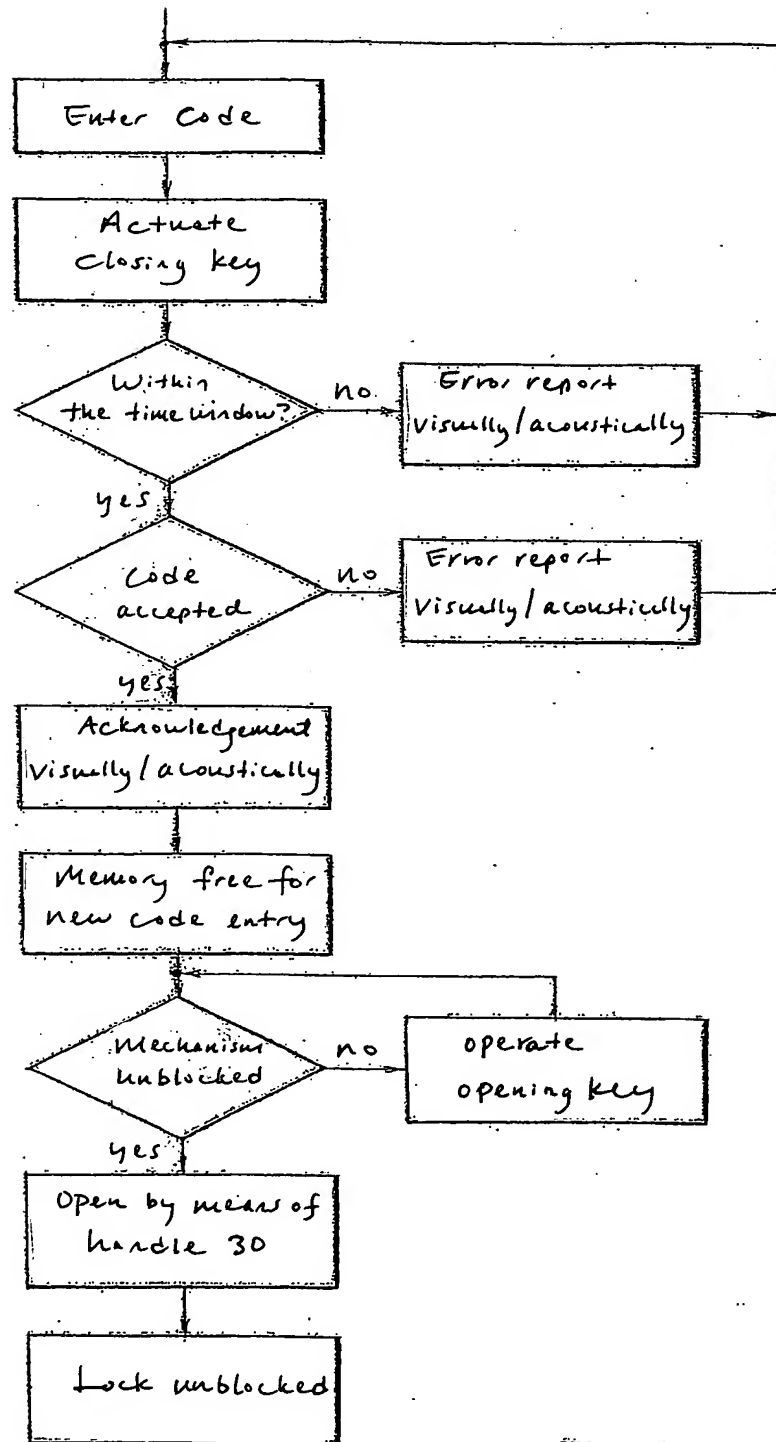 Enter Code
Actuate
closing key
Within
the time window?
no
Error report
visually/acoustically
yes
Code
accepted
no
Error report
visually/acoustically
yes
Acknowledgement
visually/acoustically
Memory free for
new code entry
Mechanism
unblocked
no
operate
opening key
yes
Open by means of
handle 30
Lock unblocked